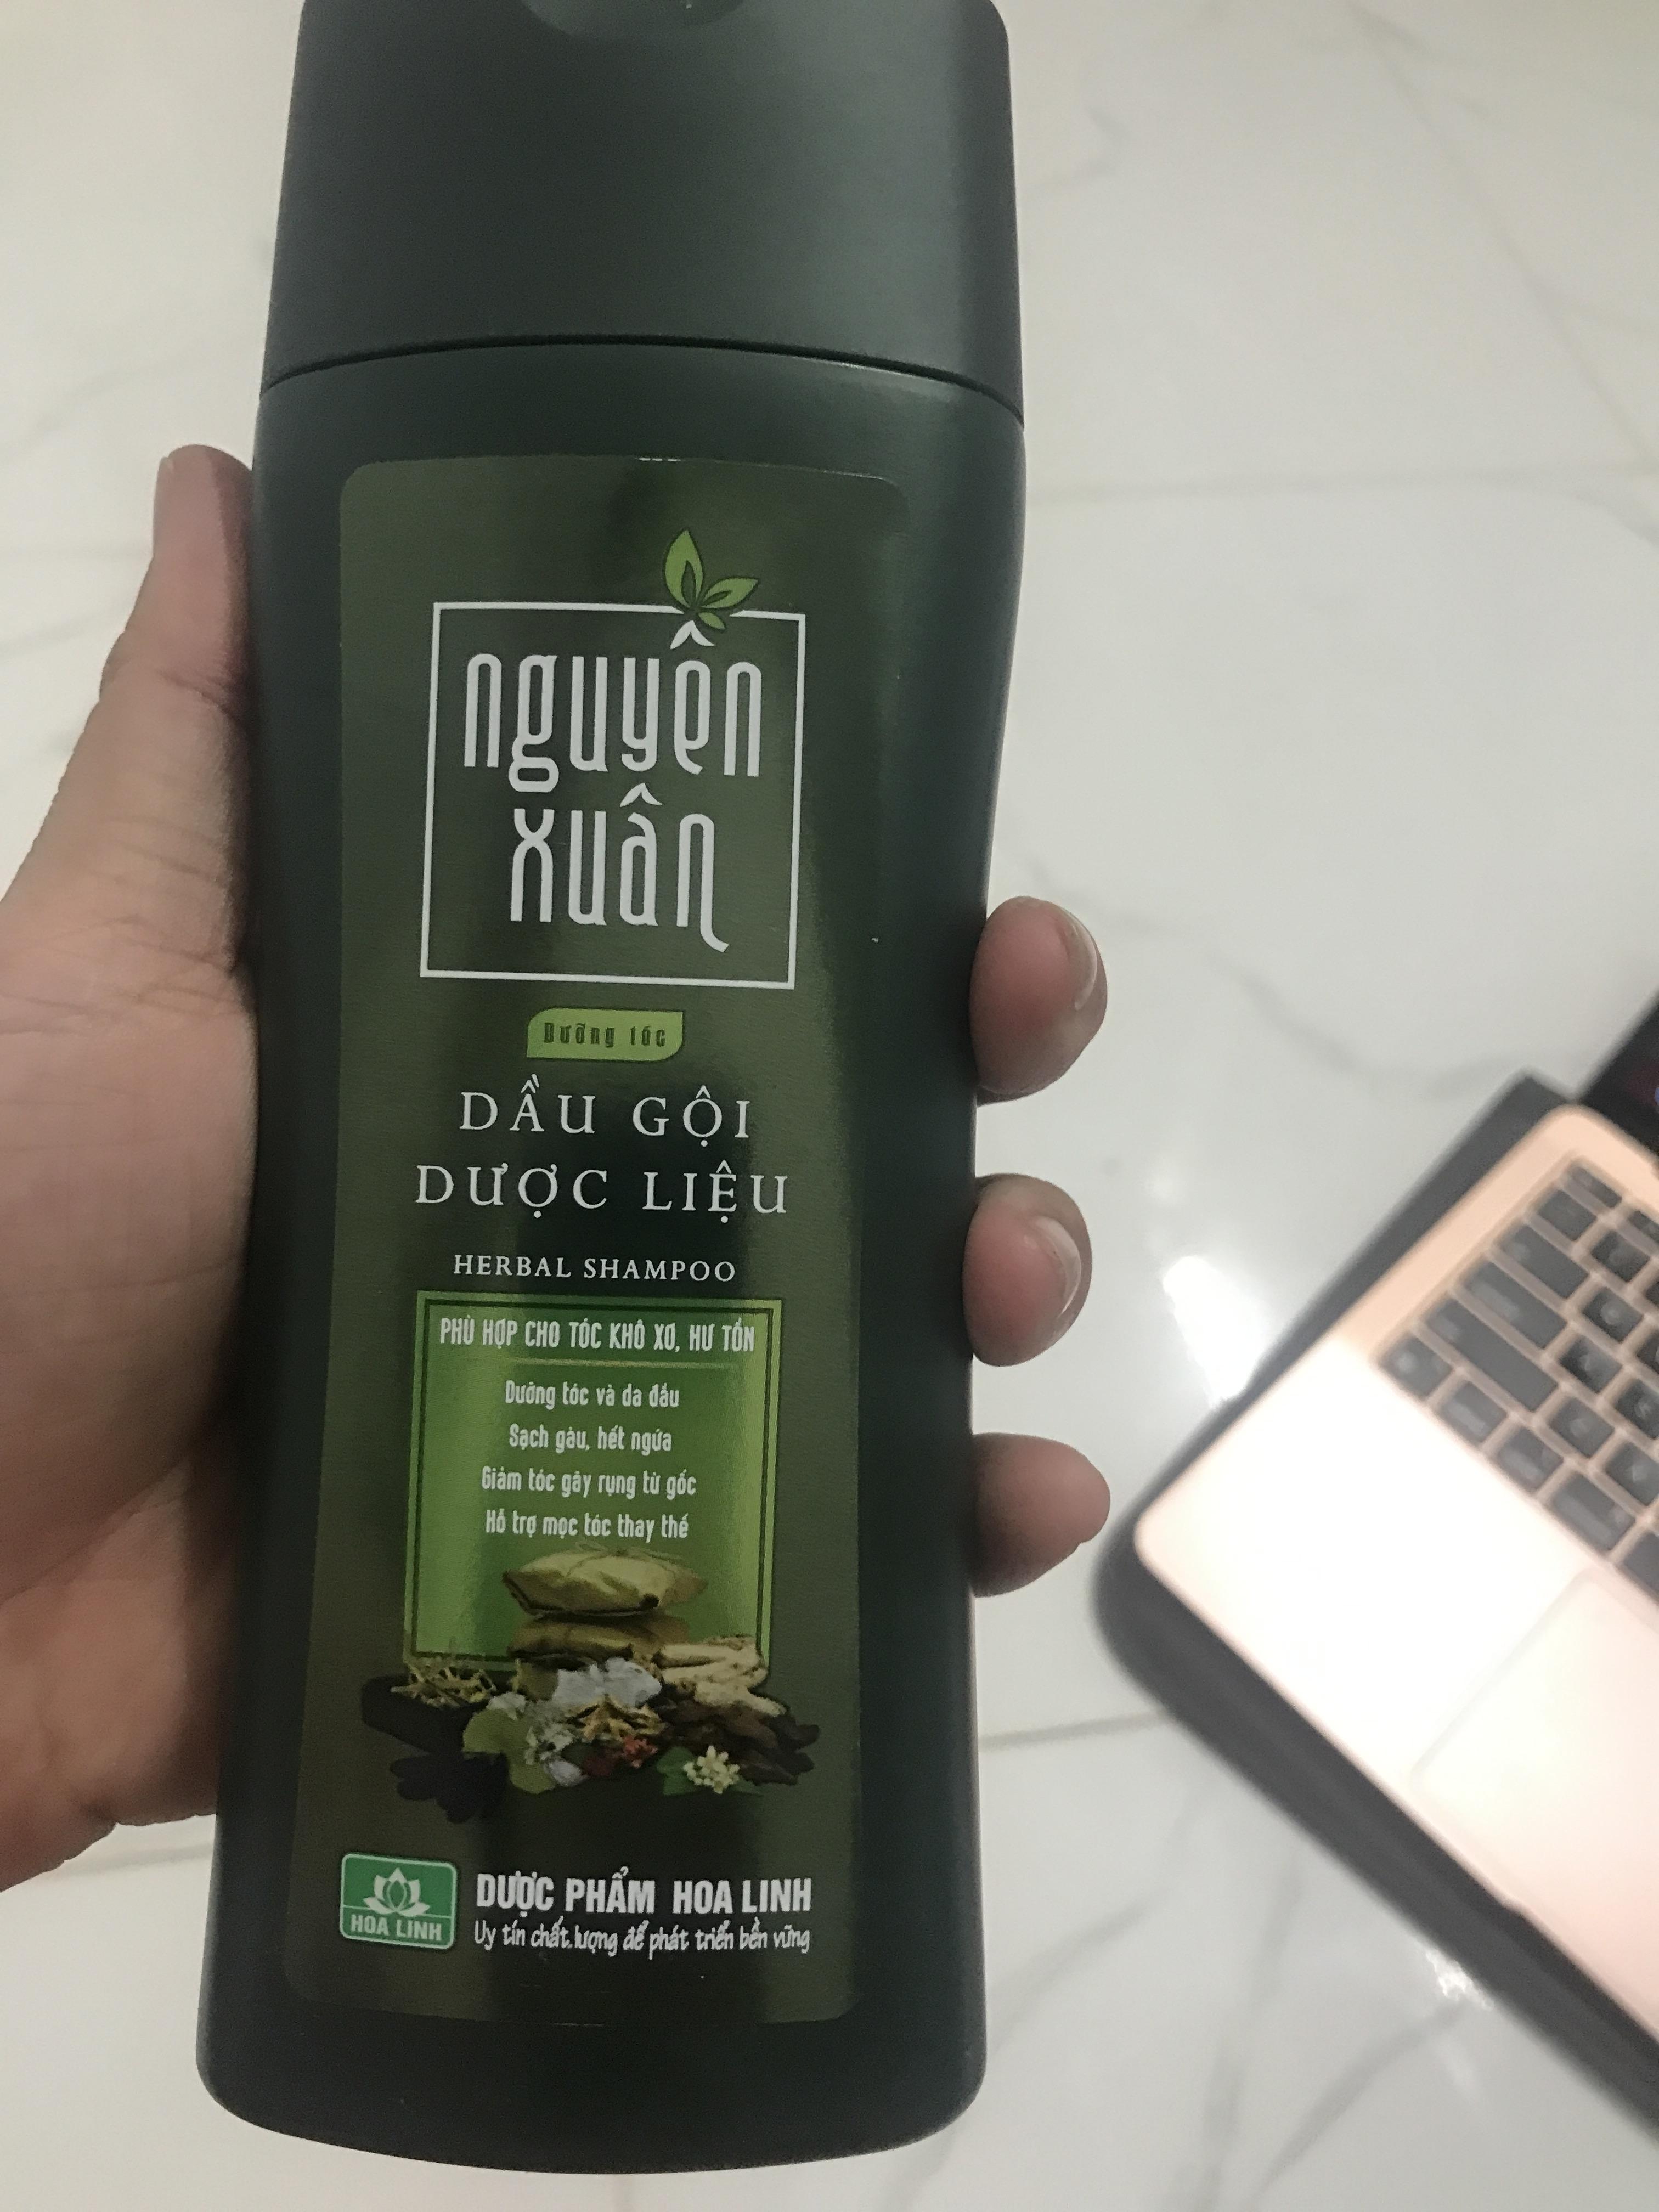 nguyên
xuân
Dưỡng tóc
DẦU GỘI
DƯỢC LIỆU
HERBAL SHAMPOO
PHÙ HỢP CHO TÓC KHÔ XƠ, HƯ TỔN
Dưỡng tóc và da đầu
Sạch gàu, hết ngứa
Giảm tóc gãy rụng từ gốc
Hỗ trợ mọc tóc thay thế
HOA LINH
DƯỢC PHẨM HOA LINH
Uy tín chất lượng để phát triển bền vững